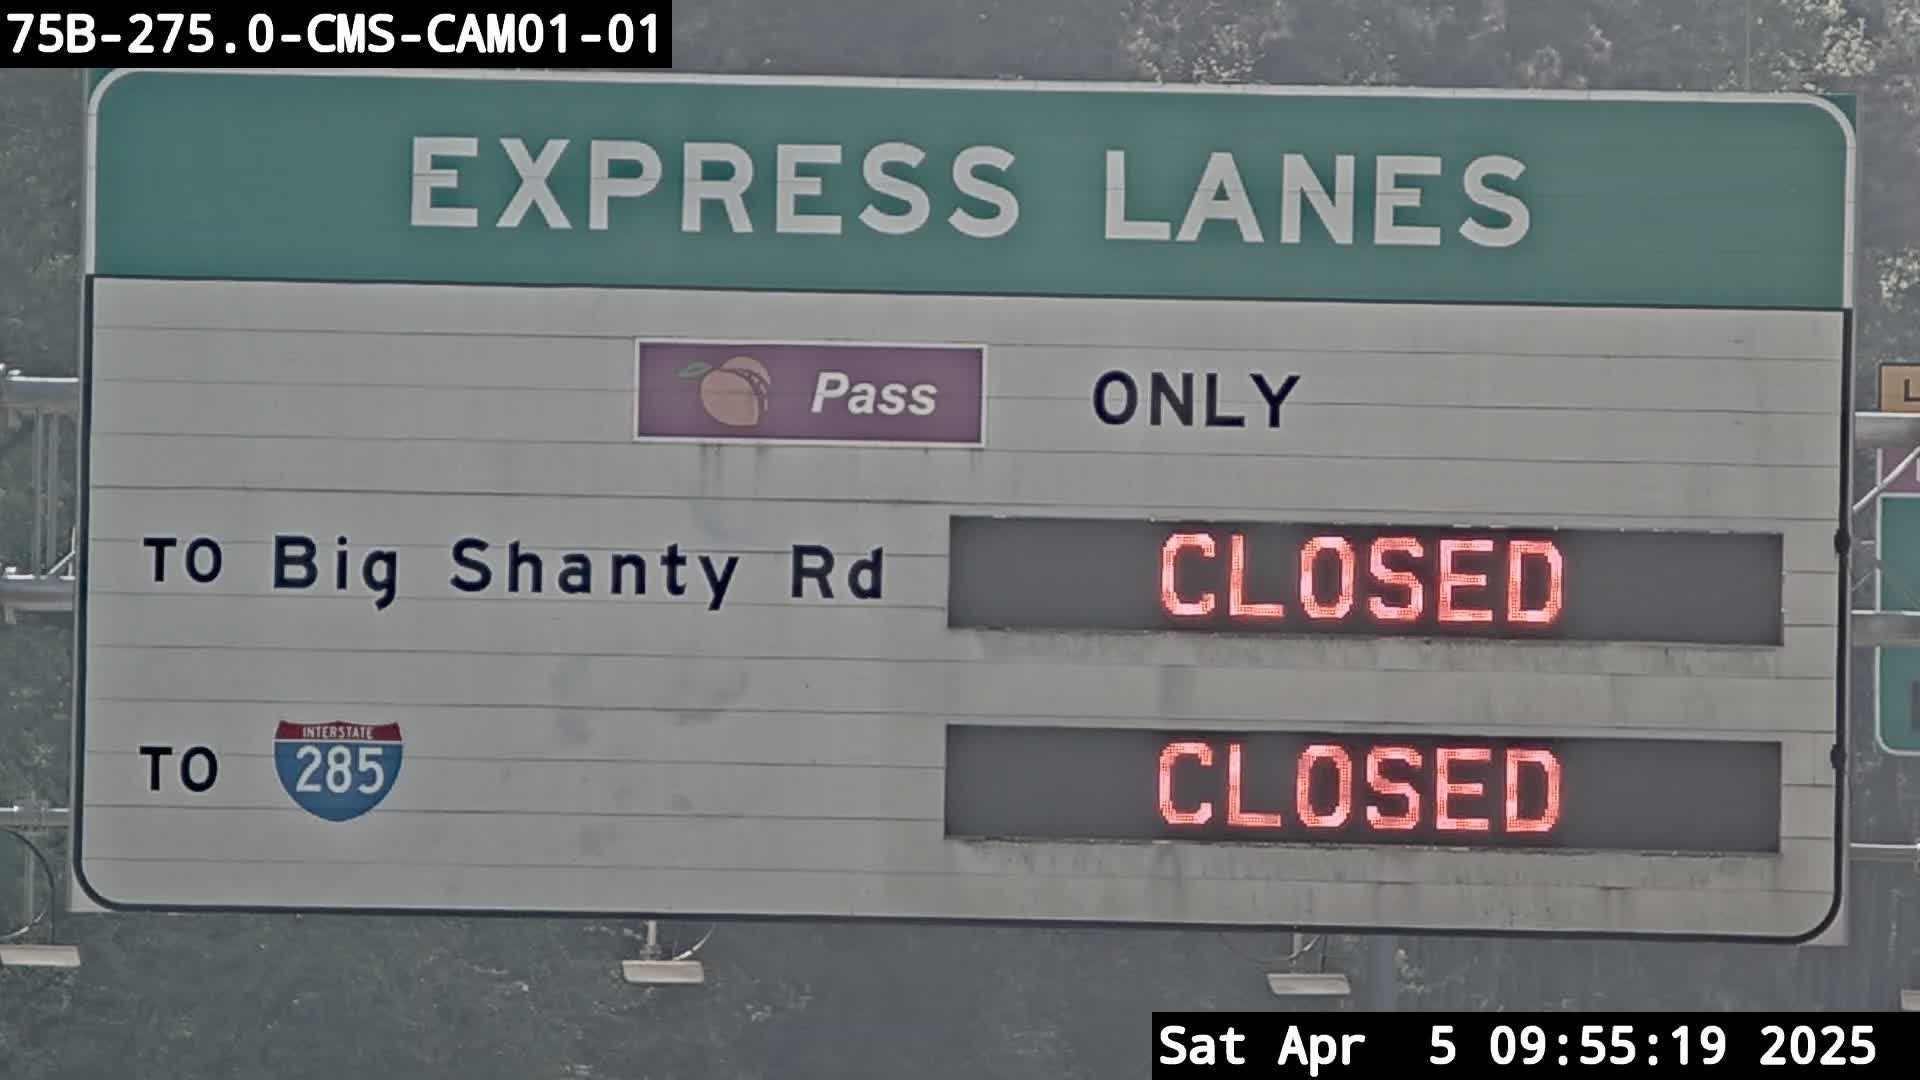 75B-275.0-CMS-CAM01-01
EXPRESS LANES
Pass ONLY
TO Big Shanty Rd CLOSED
TO INTERSTATE 285 CLOSED
Sat Apr 5 09:55:19 2025